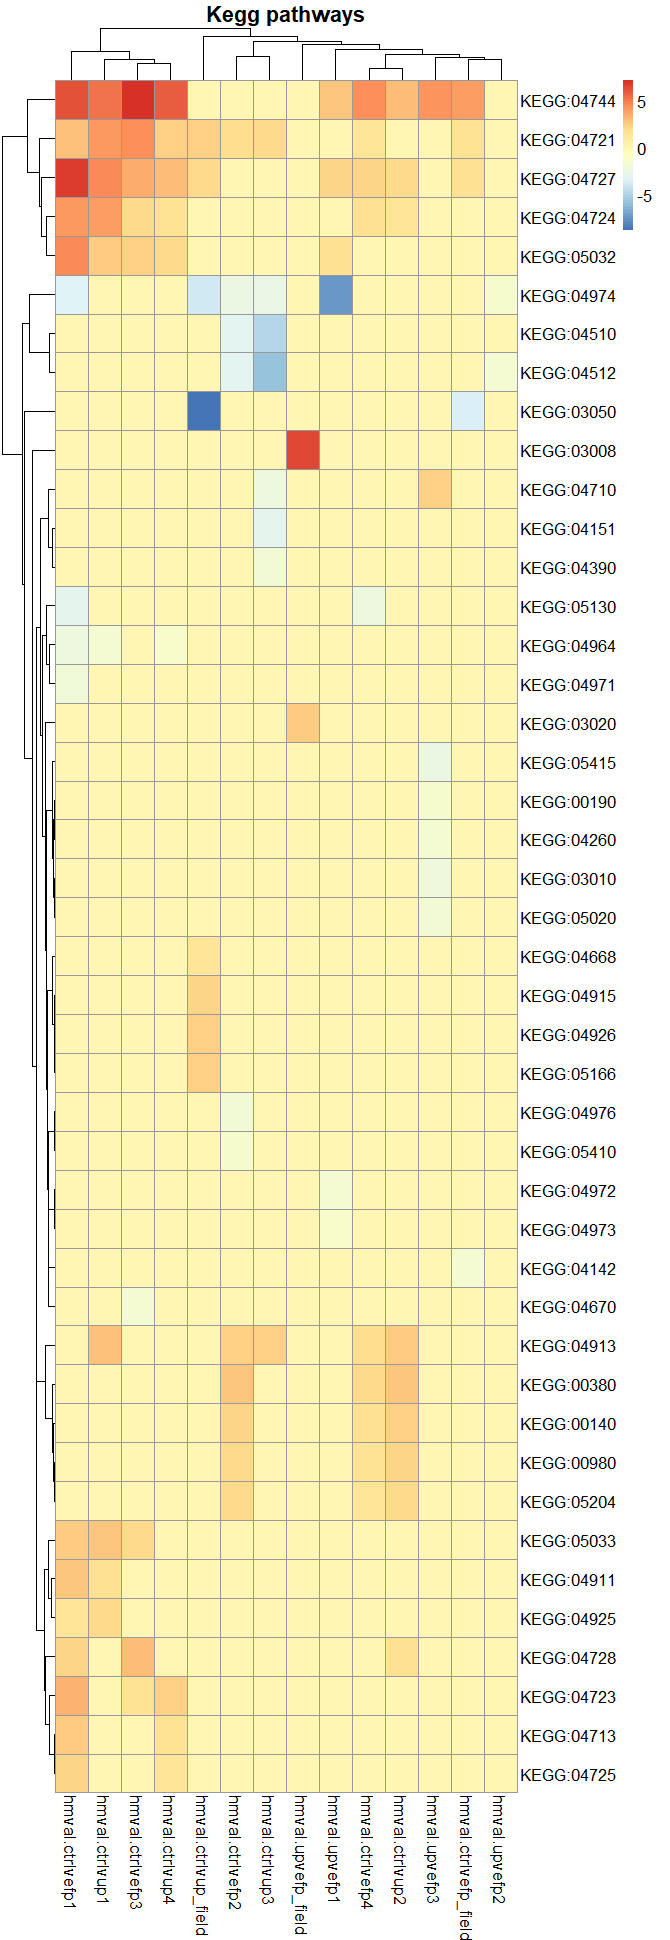 Kegg pathways
5
0
-5
KEGG:04744
KEGG:04721
KEGG:04727
KEGG:04724
KEGG:05032
KEGG:04974
KEGG:04510
KEGG:04512
KEGG:03050
KEGG:03008
KEGG:04710
KEGG:04151
KEGG:04390
KEGG:05130
KEGG:04964
KEGG:04971
KEGG:03020
KEGG:05415
KEGG:00190
KEGG:04260
KEGG:03010
KEGG:05020
KEGG:04668
KEGG:04915
KEGG:04926
KEGG:05166
KEGG:04976
KEGG:05410
KEGG:04972
KEGG:04973
KEGG:04142
KEGG:04670
KEGG:04913
KEGG:00380
KEGG:00140
KEGG:00980
KEGG:05204
KEGG:05033
KEGG:04911
KEGG:04925
KEGG:04728
KEGG:04723
KEGG:04713
KEGG:04725
hmval.ctrlvefp1
hmval.ctrlvup1
hmval.ctrlvefp3
hmval.ctrlvup4
hmval.ctrlvup_field
hmval.ctrlvefp2
hmval.ctrlvup3
hmval.upvefp_field
hmval.upvefp1
hmval.ctrlvefp4
hmval.ctrlvup2
hmval.upvefp3
hmval.ctrlvefp_field
hmval.upvefp2